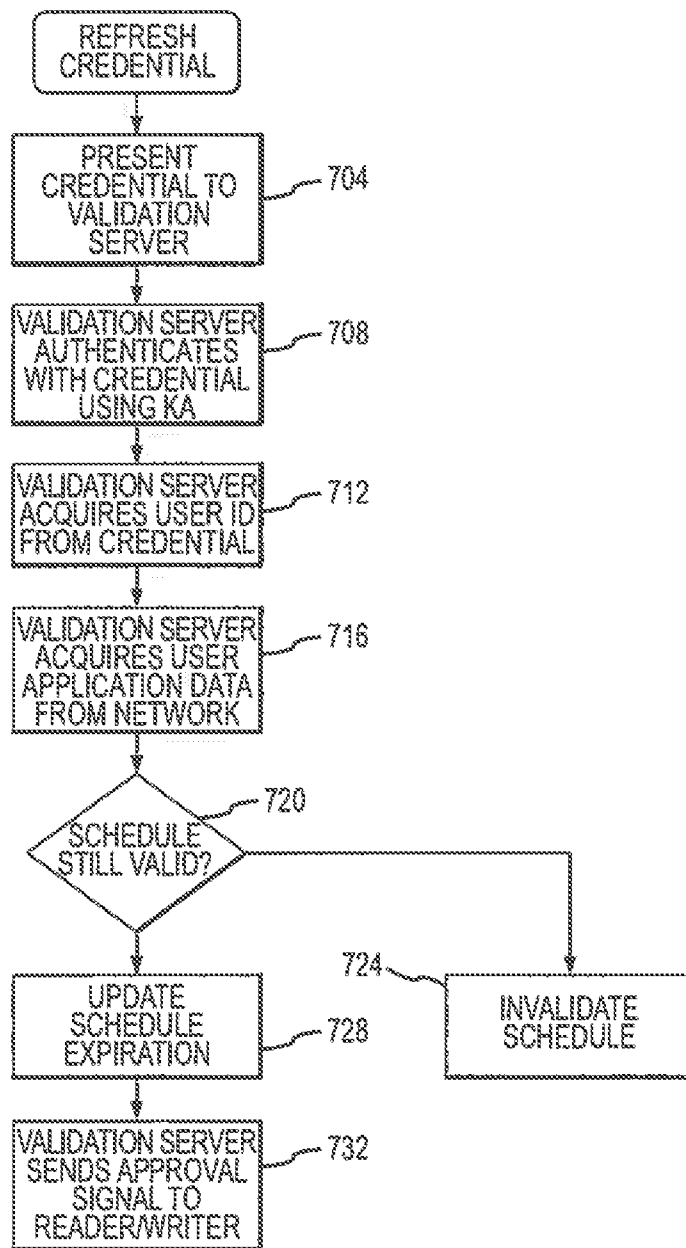 REFRESH
CREDENTIAL
PRESENT
CREDENTIAL TO
VALIDATION
SERVER
704
VALIDATION SERVER
AUTHENTICATES
WITH CREDENTIAL
USING KA
708
VALIDATION SERVER
ACQUIRES USER ID
FROM CREDENTIAL
712
VALIDATION SERVER
ACQUIRES USER
APPLICATION DATA
FROM NETWORK
716
SCHEDULE
STILL VALID?
720
724
INVALIDATE
SCHEDULE
UPDATE
SCHEDULE
EXPIRATION
728
VALIDATION SERVER
SENDS APPROVAL
SIGNAL TO
READER/WRITER
732